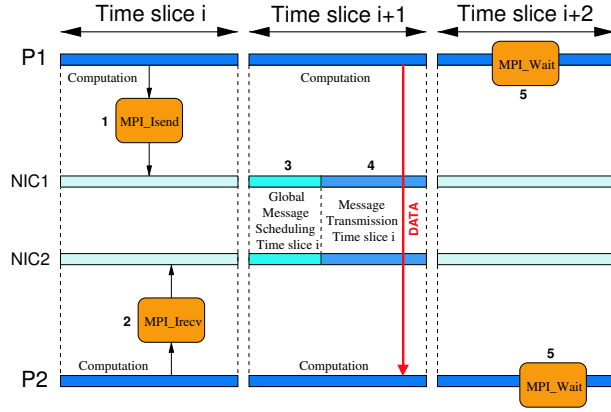 Time slice i
Time slice i+1
Time slice i+2
P1
Computation
Computation
MPI_Wait
5
1
MPI_Isend
NIC1
3
4
Global
Message
Scheduling
Time slice i
Message
Transmission
Time slice i
DATA
NIC2
2
MPI_Irecv
Computation
Computation
5
P2
MPI_Wait